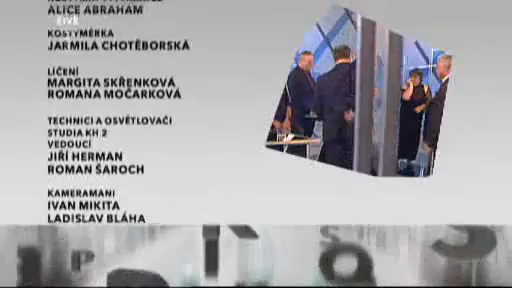 ALICE ABRAHAM
LIVE
KOSTYMÉRKA
JARMILA CHOTĚBORSKÁ
LÍČENÍ
MARGITA SKŘENKOVÁ
ROMANA MOČARKOVÁ
TECHNICI A OSVĚTLOVAČI
STUDIA KH 2
VEDOUCÍ
JIŘÍ HERMAN
ROMAN ŠAROCH
KAMERAMANI
IVAN MIKITA
LADISLAV BLÁHA